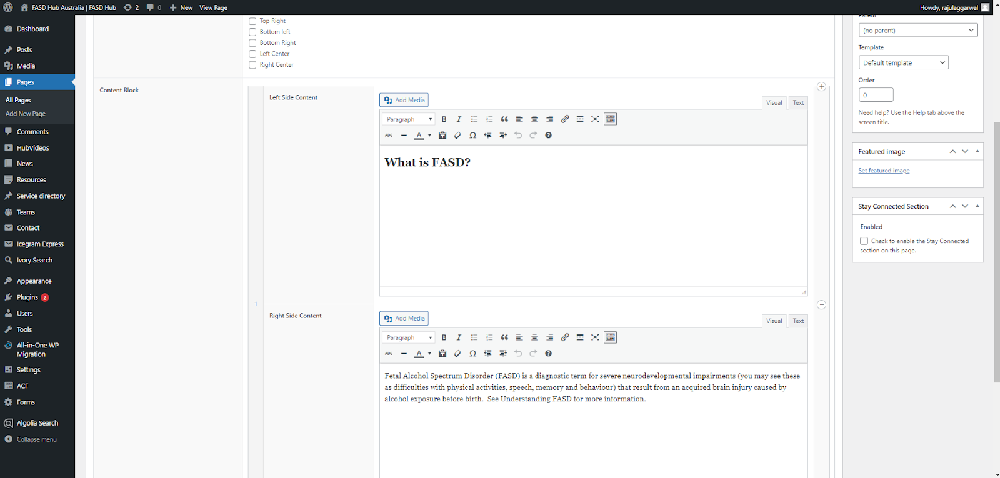 FASD Hub Australia | FASD Hub 2 0 New View Page Howdy, rajulaggarwal
Dashboard
Posts
Media
Pages
All Pages
Add New Page
Comments
HubVideos
News
Resources
Service directory
Teams
Contact
Icegram Express
Ivory Search
Appearance
Plugins 2
Users
Tools
All-in-One WP
Migration
Settings
ACF
Forms
Algolia Search
Collapse menu
Top Right
Bottom left
Bottom Right
Left Center
Right Center
Content Block
1
Left Side Content
Add Media
Visual Text
Paragraph B I
ABC A Ω
What is FASD?
Right Side Content
Add Media
Visual Text
Paragraph B I
ABC A Ω
Fetal Alcohol Spectrum Disorder (FASD) is a diagnostic term for severe neurodevelopmental impairments (you may see these
as difficulties with physical activities, speech, memory and behaviour) that result from an acquired brain injury caused by
alcohol exposure before birth. See Understanding FASD for more information.
Parent
(no parent)
Template
Default template
Order
0
Need help? Use the Help tab above the
screen title.
Featured image
Set featured image
Stay Connected Section
Enabled
Check to enable the Stay Connected
section on this page.